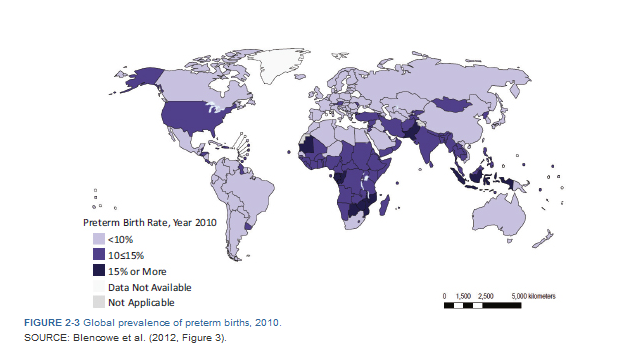 Preterm Birth Rate, Year 2010
<10%
10≤15%
15% or More
Data Not Available
Not Applicable
0 1,500 2,500 5,000 kilometers
FIGURE 2-3 Global prevalence of preterm births, 2010.
SOURCE: Blencowe et al. (2012, Figure 3).